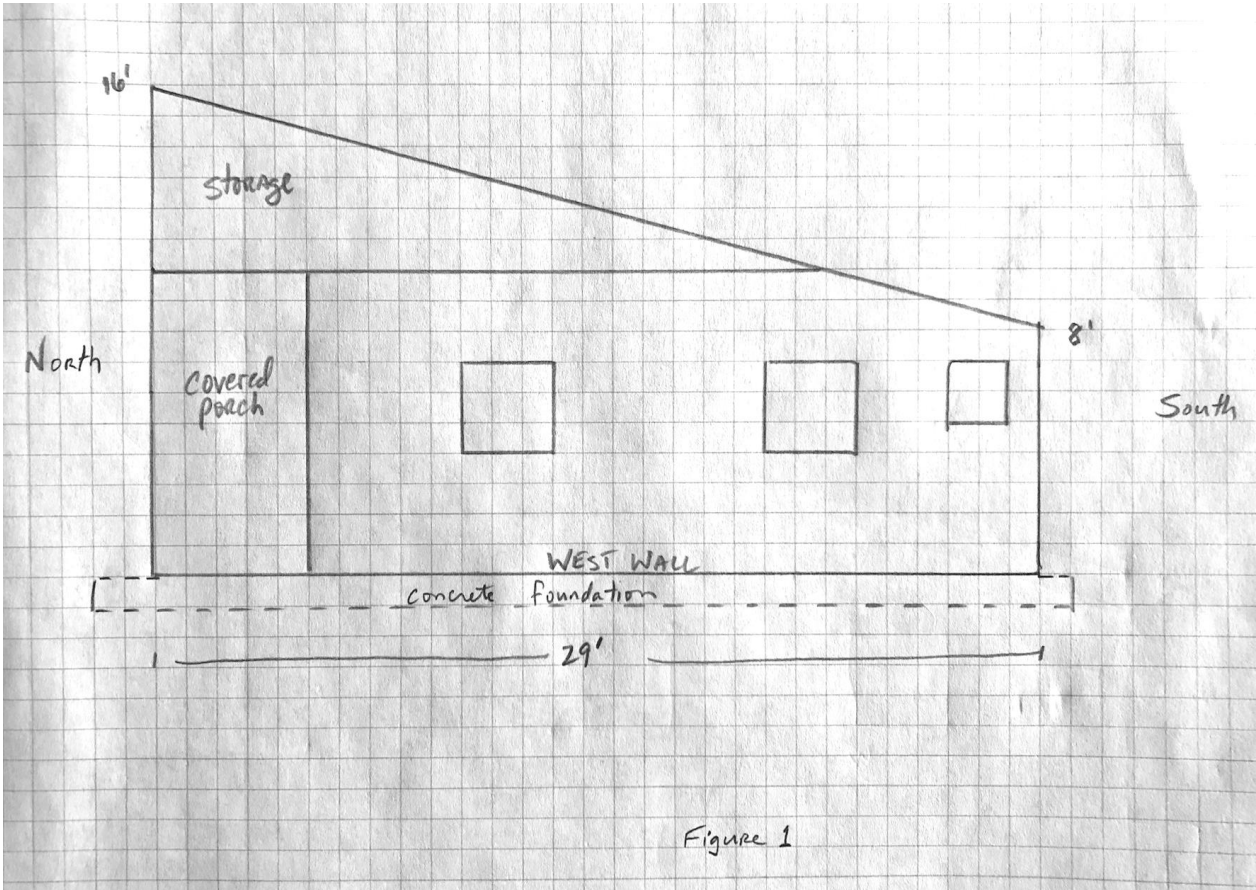 16'
Storage
8'
North
Covered
porch
South
WEST WALL
concrete foundation
29'
Figure 1